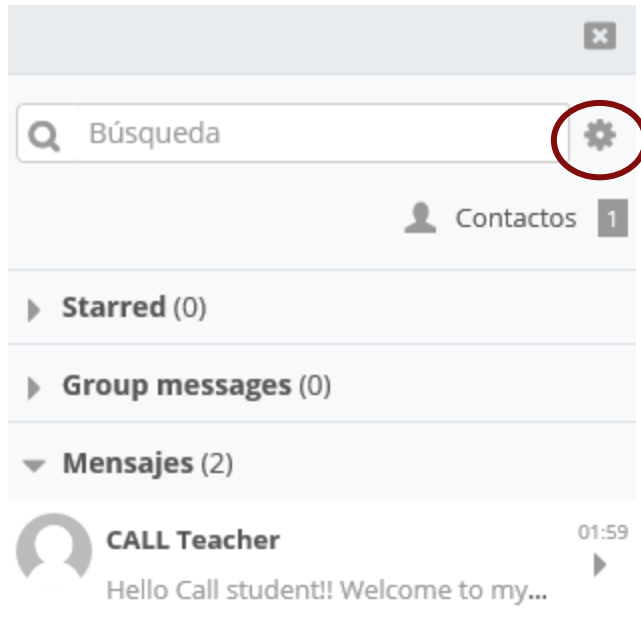 Búsqueda
Contactos 1
Starred (0)
Group messages (0)
Mensajes (2)
CALL Teacher 01:59
Hello Call student!! Welcome to my...